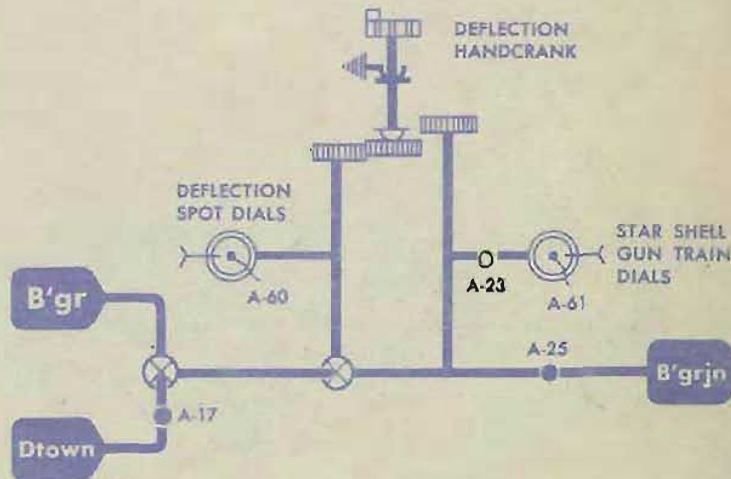 DEFLECTION
HANDCRANK
DEFLECTION
SPOT DIALS
STAR SHELL
GUN TRAIN
DIALS
A-60
A-23
A-61
B'gr
A-25
B'grjn
A-17
Dtown